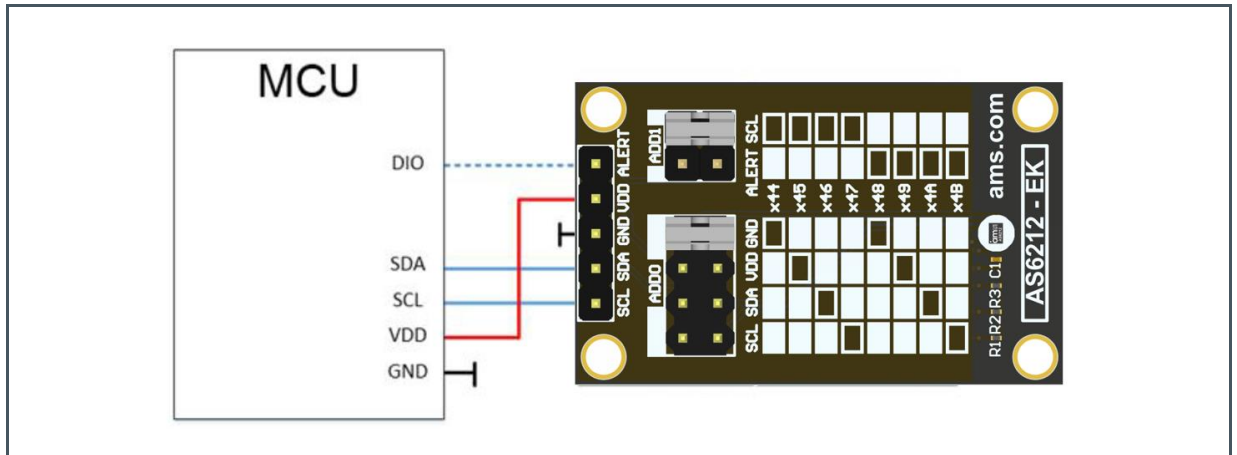 MCU
DIO
SDA
SCL
VDD
GND
ALERT
VDD
GND
SDA
SCL
ADD1
SCL
ALERT
x44
x45
x46
x47
x48
x49
x4A
x4B
ADD0
GND
VDD
SDA
SCL
R1 R2 R3 C1
ams.com
AS6212 - EK